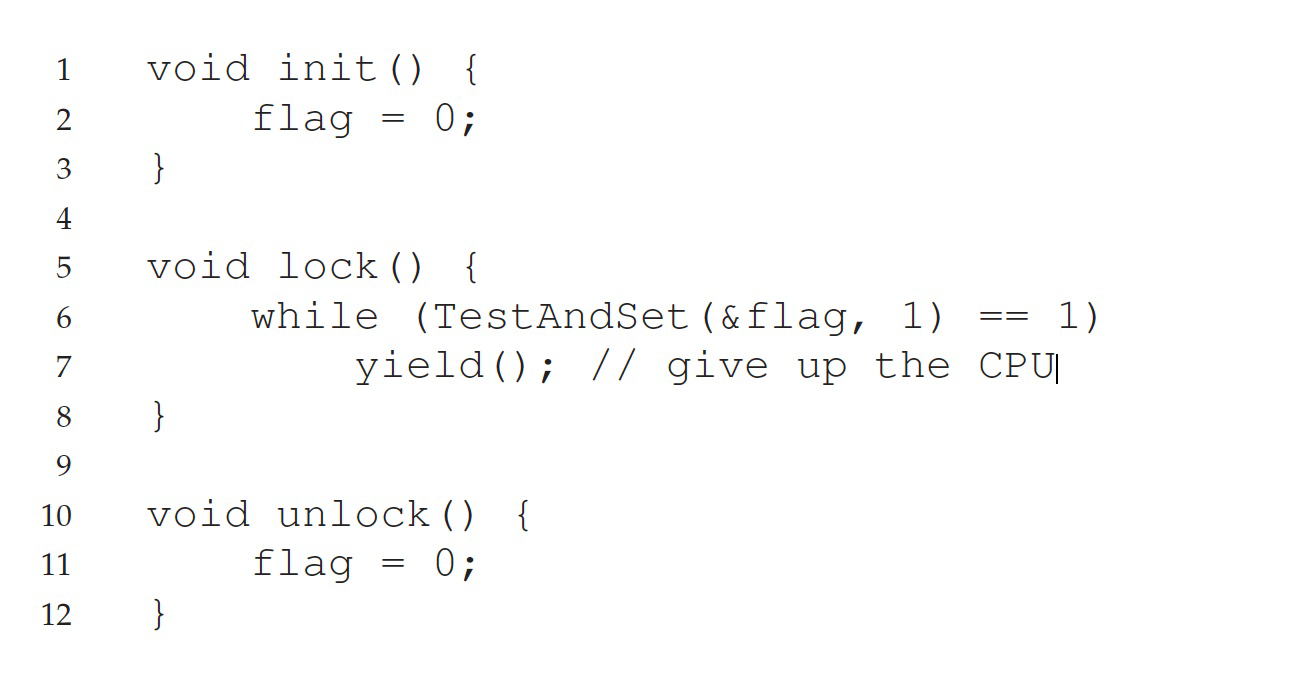 1 void init() {
2 flag = 0;
3 }
4
5 void lock() {
6 while (TestAndSet(&flag, 1) == 1)
7 yield(); // give up the CPU
8 }
9
10 void unlock() {
11 flag = 0;
12 }